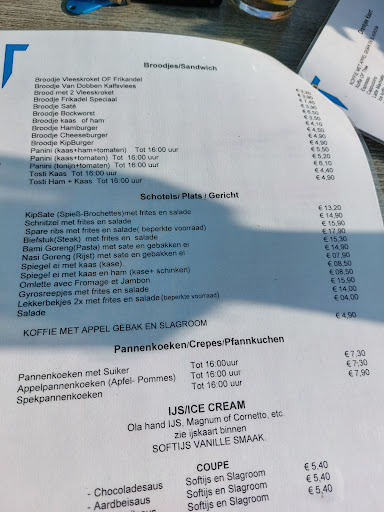 Broodjes/Sandwich
Broodje Vleeskroket OF Frikandel
Broodje Van Dobben Kalfsvlees
Brood met 2 Vleeskroket
Broodje Frikadel Speciaal
Broodje Saté
Broodje Bockworst
Broodje kaas of ham
Broodje Hamburger
Broodje Cheeseburger
Broodje KipBurger
Panini (kaas+ham+tomaten) Tot 16:00 uur
Panini (kaas+tomaten) Tot 16:00 uur
Panini (tonijn+tomaten) Tot 16:00 uur
Tosti Kaas Tot 16:00 uur
Tosti Ham + Kaas Tot 16:00 uur
€ 4,40
€ 4,90
Schotels/ Plats / Gericht
KipSate (Spieß-Brochettes)met frites en salade € 13,20
Schnitzel met frites en salade € 14,90
Spare ribs met frites en salade( beperkte voorraad) € 15,90
Biefstuk(Steak) met frites en salade € 17,90
Bami Goreng(Pasta) met sate en gebakken ei € 15,30
Nasi Goreng (Rijst) met sate en gebakken ei € 14,90
Spiegel ei met kaas (kase) € 07,90
Spiegel ei met kaas en ham (kase+ schinken) € 08,50
Omlette avec Fromage et Jambon € 08,50
Gyrosreepjes met frites en salade € 15,90
Lekkerbekjes 2x met frites en salade(beperkte voorraad) € 14,00
Salade € 04,00
KOFFIE MET APPEL GEBAK EN SLAGROOM € 4,90
Pannenkoeken/Crepes/Pfannkuchen
Pannenkoeken met Suiker Tot 16:00uur € 7,30
Appelpannenkoeken (Apfel- Pommes) Tot 16:00 uur € 7;30
Spekpannenkoeken Tot 16:00 uur € 7,90
IJS/ICE CREAM
Ola hand IJS, Magnum of Cornetto, etc.
zie ijskaart binnen
SOFTIJS VANILLE SMAAK
COUPE
- Chocoladesaus Softijs en Slagroom € 5,40
- Aardbeisaus Softijs en Slagroom € 5,40
Softijs en Slagroom € 5,40